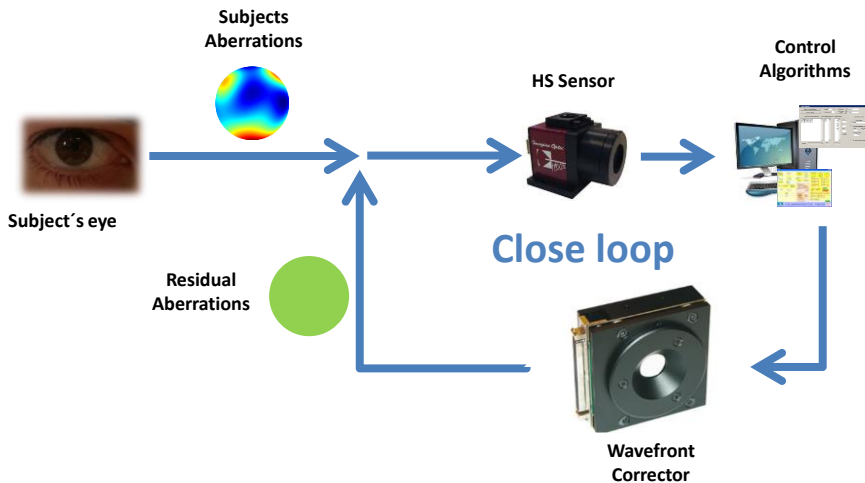 Subjects
Aberrations
HS Sensor
Control
Algorithms
Subject´s eye
Close loop
Residual
Aberrations
Wavefront
Corrector